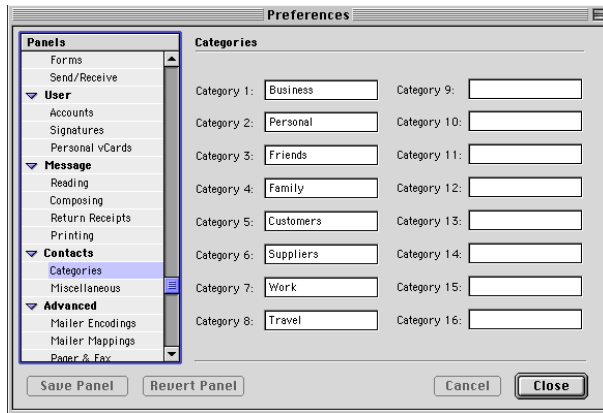 Preferences
Panels
Forms
Send/Receive
User
Accounts
Signatures
Personal vCards
Message
Reading
Composing
Return Receipts
Printing
Contacts
Categories
Miscellaneous
Advanced
Mailer Encodings
Mailer Mappings
Pager & Fax
Categories
Category 1: Business
Category 2: Personal
Category 3: Friends
Category 4: Family
Category 5: Customers
Category 6: Suppliers
Category 7: Work
Category 8: Travel
Category 9:
Category 10:
Category 11:
Category 12:
Category 13:
Category 14:
Category 15:
Category 16:
Save Panel Revert Panel Cancel Close